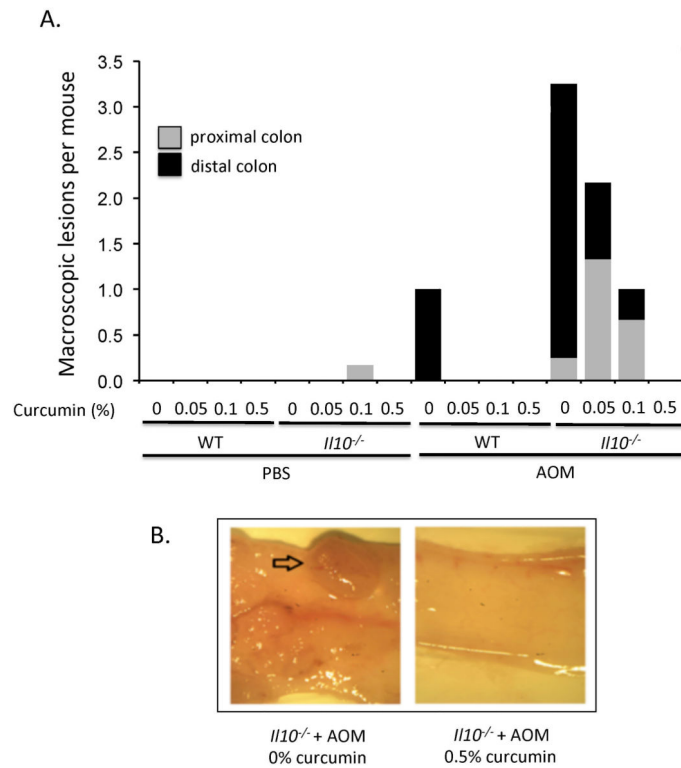 A.
Macroscopic lesions per mouse
3.5
3.0
2.5
2.0
1.5
1.0
0.5
0.0
proximal colon
distal colon
Curcumin (%) 0 0.05 0.1 0.5 0 0.05 0.1 0.5 0 0.05 0.1 0.5 0 0.05 0.1 0.5
WT Il10-/- WT Il10-/-
PBS AOM
B.
Il10-/- + AOM Il10-/- + AOM
0% curcumin 0.5% curcumin